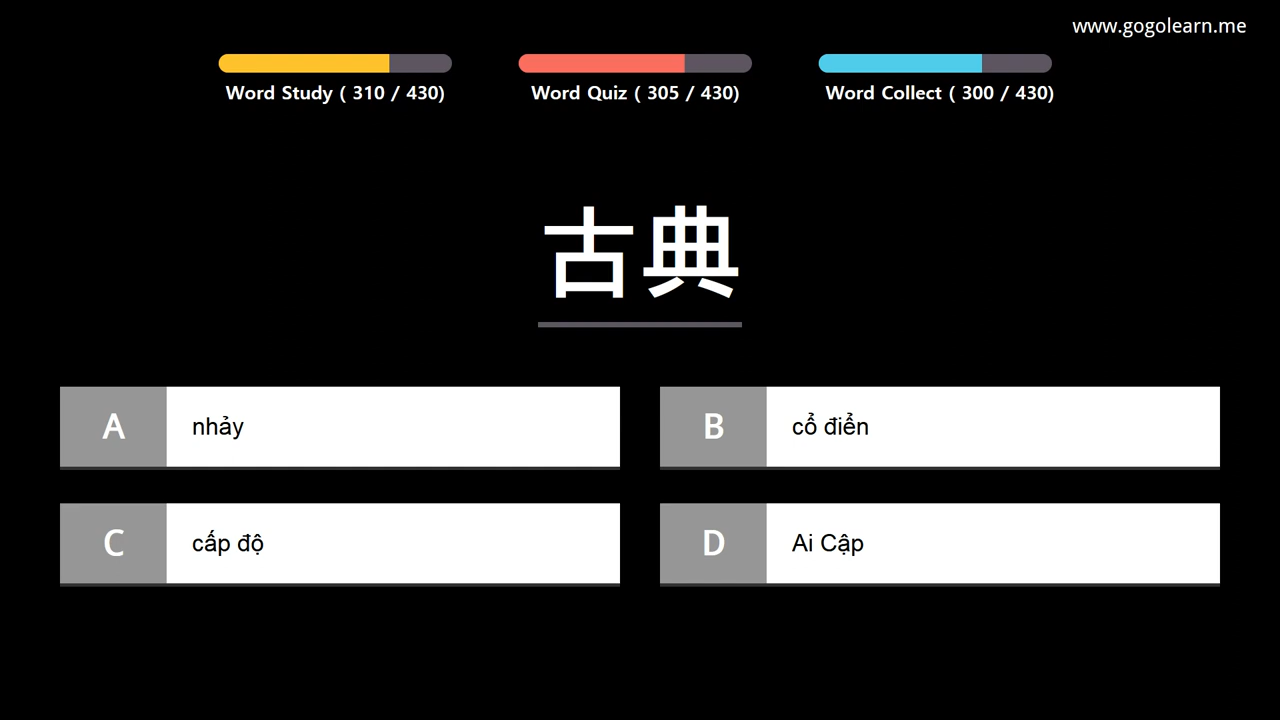 www.gogolearn.me
Word Study ( 310 / 430)
Word Quiz ( 305 / 430)
Word Collect ( 300 / 430)
古典
A nhảy
B cổ điển
C cấp độ
D Ai Cập